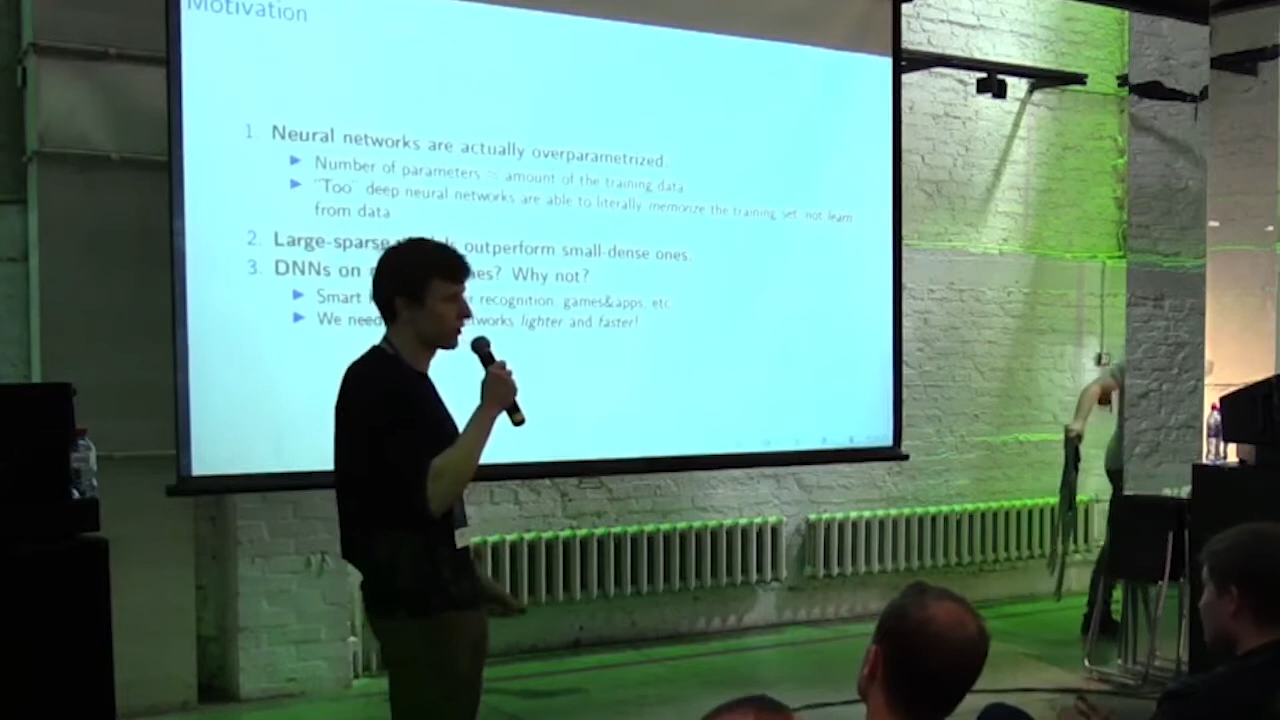 Motivation
1. Neural networks are actually overparametrized.
Number of parameters ≈ amount of the training data
"Too" deep neural networks are able to literally memorize the training set, not learn
from data
2. Large-sparse outperform small-dense ones.
3. DNNs on Why not?
Smart recognition, games&apps, etc
We need lighter and faster!